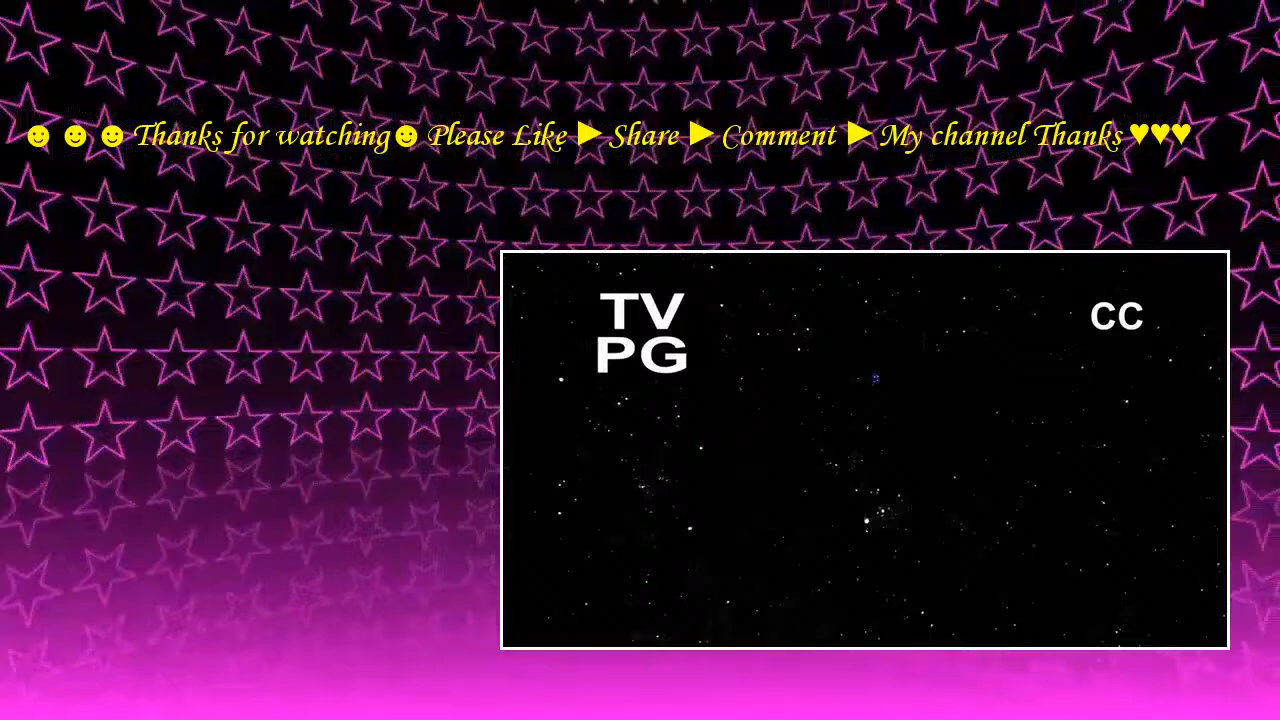 ☻ ☻ ☻ Thanks for watching☻ Please Like ► Share ► Comment ► My channel Thanks ♥♥♥
TV
PG
CC